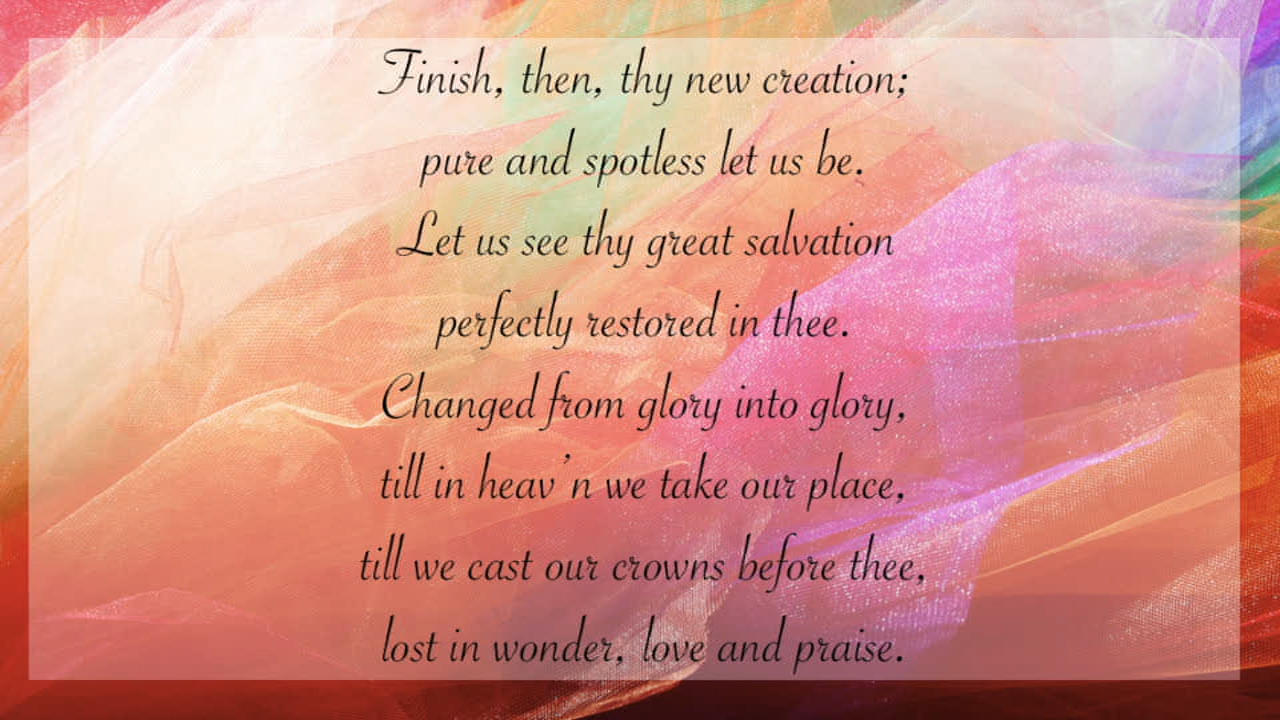 Finish, then, thy new creation;
pure and spotless let us be.
Let us see thy great salvation
perfectly restored in thee.
Changed from glory into glory,
till in heav'n we take our place,
till we cast our crowns before thee,
lost in wonder, love and praise.